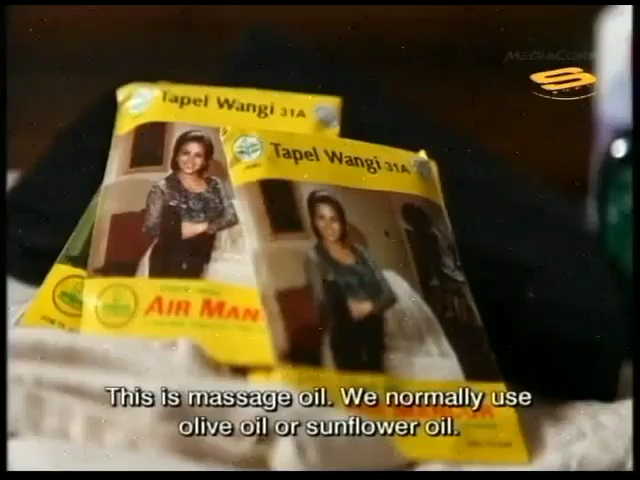 MEDIACORP
S
Tapel Wangi 31A
Tapel Wangi 31A
AIR MAN
This is massage oil. We normally use
olive oil or sunflower oil.